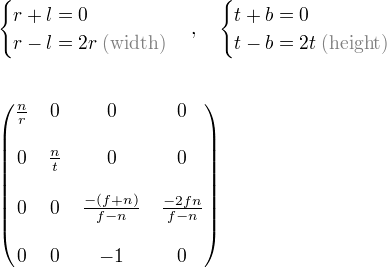 r + l = 0 , t + b = 0
r − l = 2r (width) t − b = 2t (height)
n/r 0 0 0
0 n/t 0 0
0 0 −(f+n)/f−n −2fn/f−n
0 0 −1 0